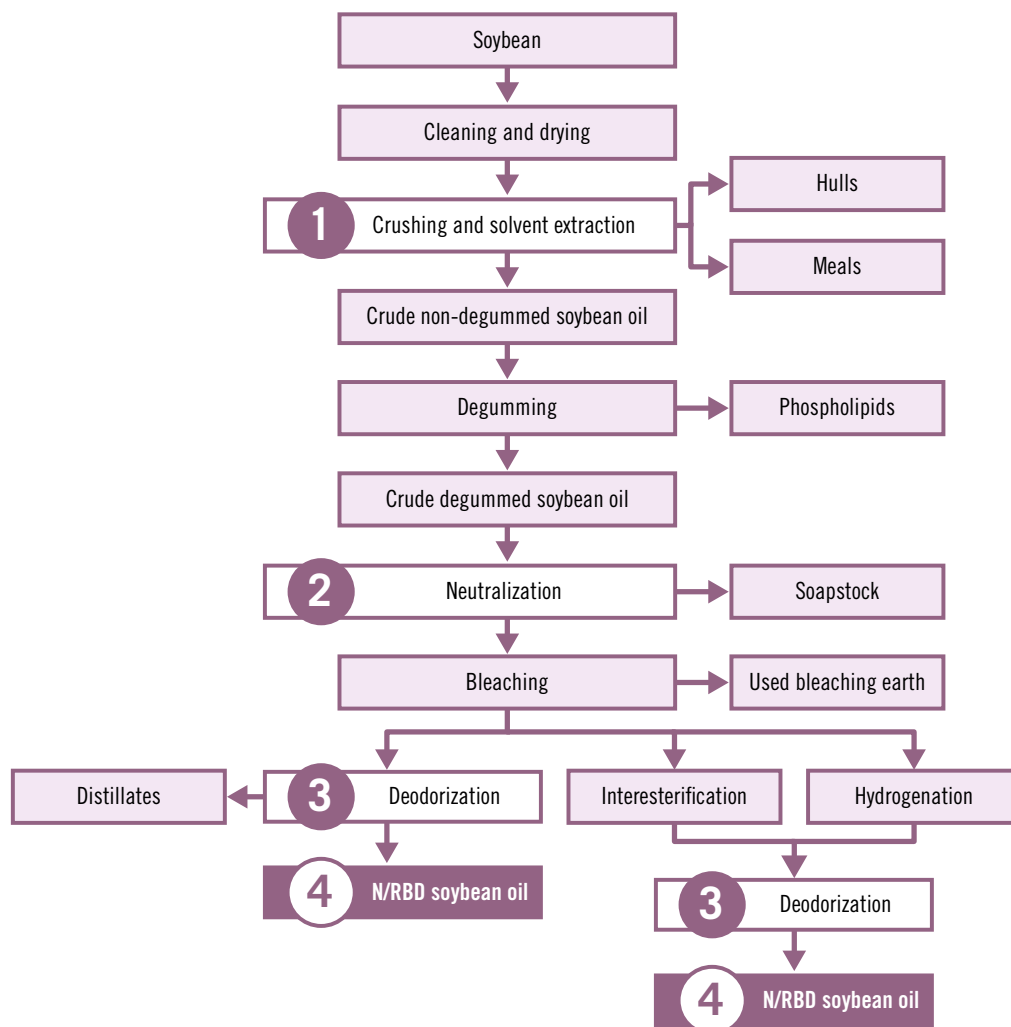 Soybean
Cleaning and drying
Hulls
1 Crushing and solvent extraction
Meals
Crude non-degummed soybean oil
Degumming
Phospholipids
Crude degummed soybean oil
2 Neutralization
Soapstock
Bleaching
Used bleaching earth
Distillates
3 Deodorization
Interesterification
Hydrogenation
4 N/RBD soybean oil
3 Deodorization
4 N/RBD soybean oil